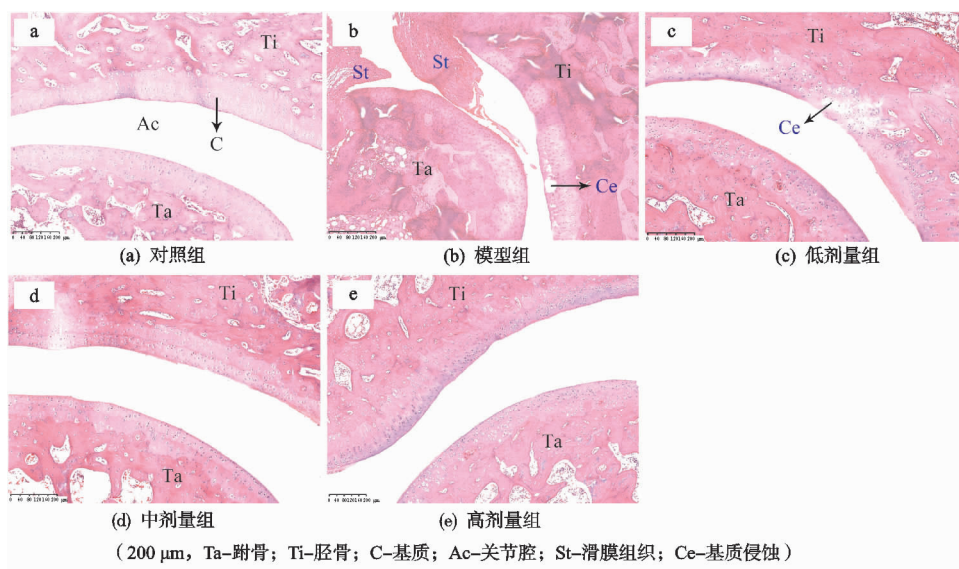 a
Ti
Ac
C
Ta
(a) 对照组
b
St
St
Ti
Ta
Ce
(b) 模型组
c
Ti
Ce
Ta
(c) 低剂量组
d
Ti
Ta
(d) 中剂量组
e
Ti
Ta
(e) 高剂量组
（200 μm，Ta–跗骨；Ti–胫骨；C–基质；Ac–关节腔；St–滑膜组织；Ce–基质侵蚀）